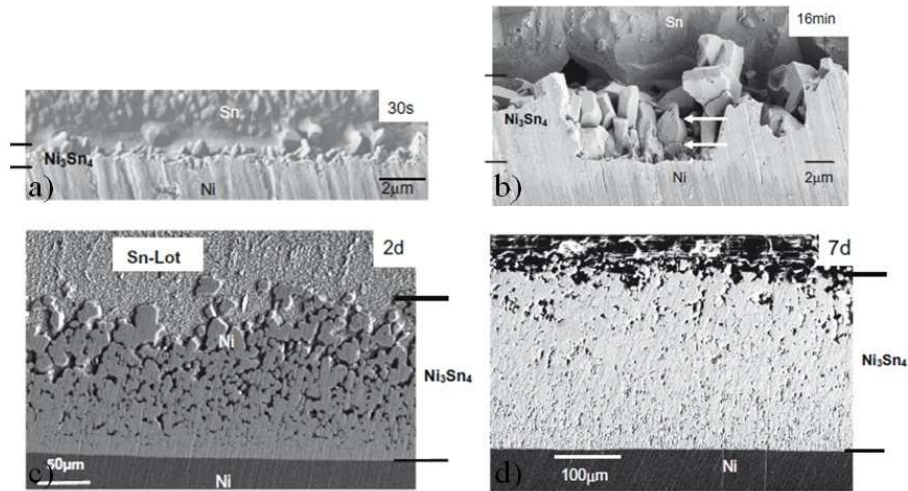 Sn
30s
Ni₃Sn₄
Ni
2μm
a)
Sn
16min
Ni₃Sn₄
Ni
2μm
b)
Sn-Lot
2d
Ni
Ni₃Sn₄
50μm
Ni
c)
7d
Ni₃Sn₄
Ni
100μm
d)